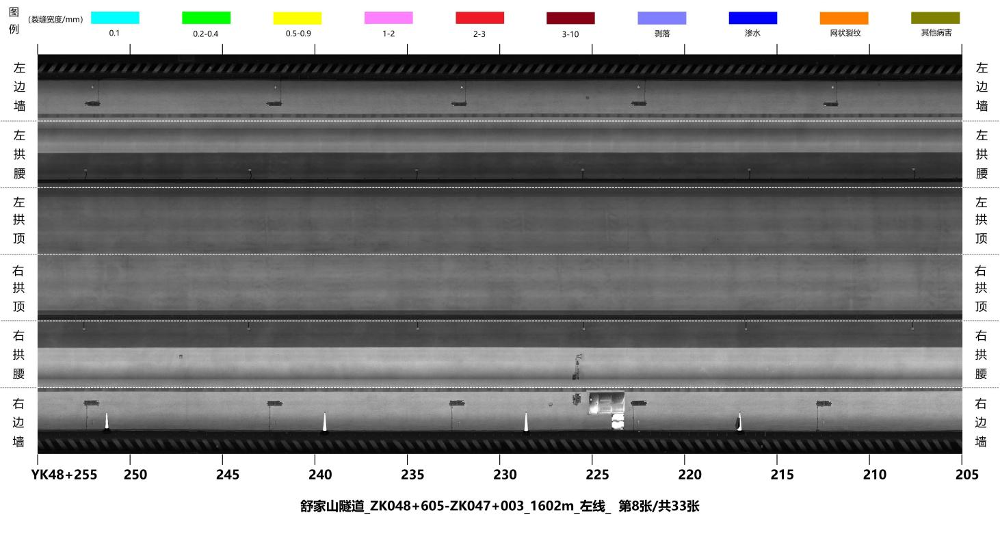 图例
(裂缝宽度/mm)
0.1
0.2-0.4
0.5-0.9
1-2
2-3
3-10
剥落
渗水
网状裂纹
其他病害
左边墙
左边墙
左拱腰
左拱腰
左拱顶
左拱顶
右拱顶
右拱顶
右拱腰
右拱腰
右边墙
右边墙
YK48+255 250 245 240 235 230 225 220 215 210 205
舒家山隧道_ZK048+605-ZK047+003_1602m_左线_ 第8张/共33张